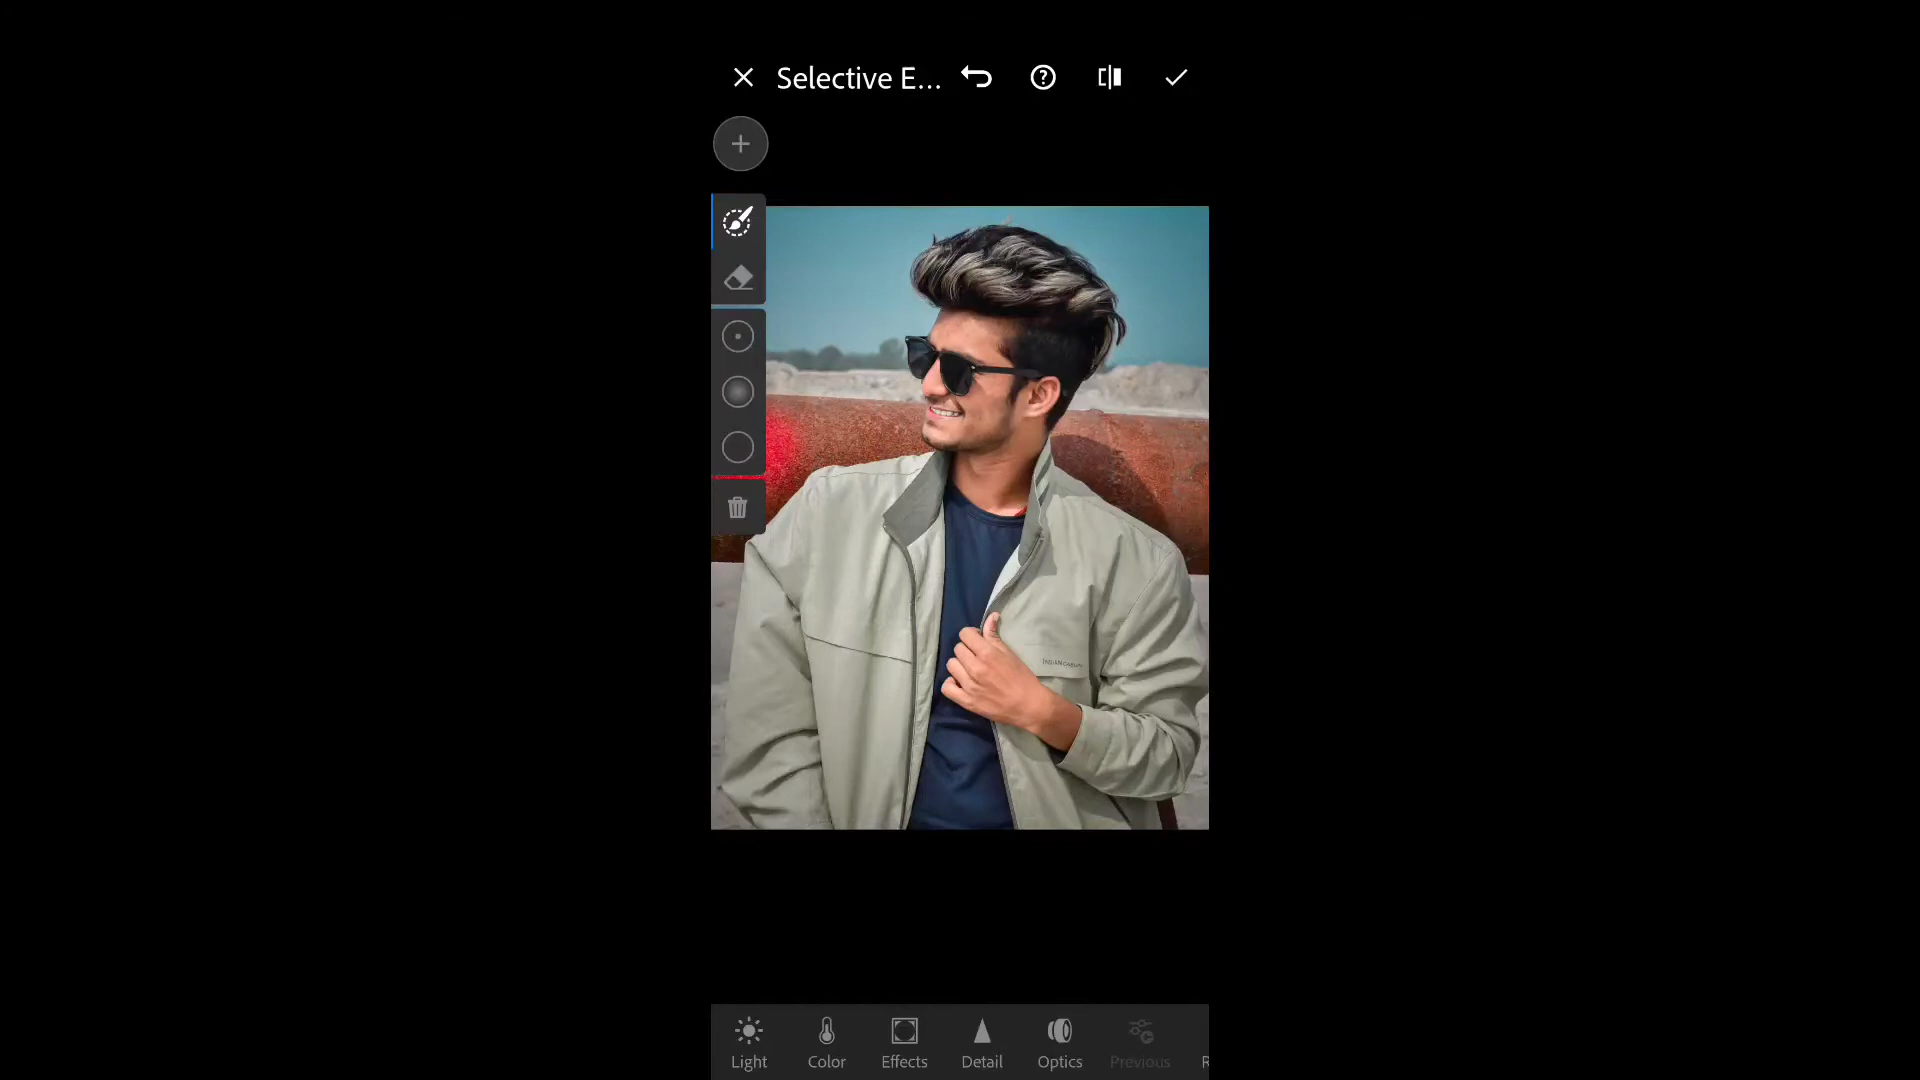 Selective E...
Light
Color
Effects
Detail
Optics
Previous
R